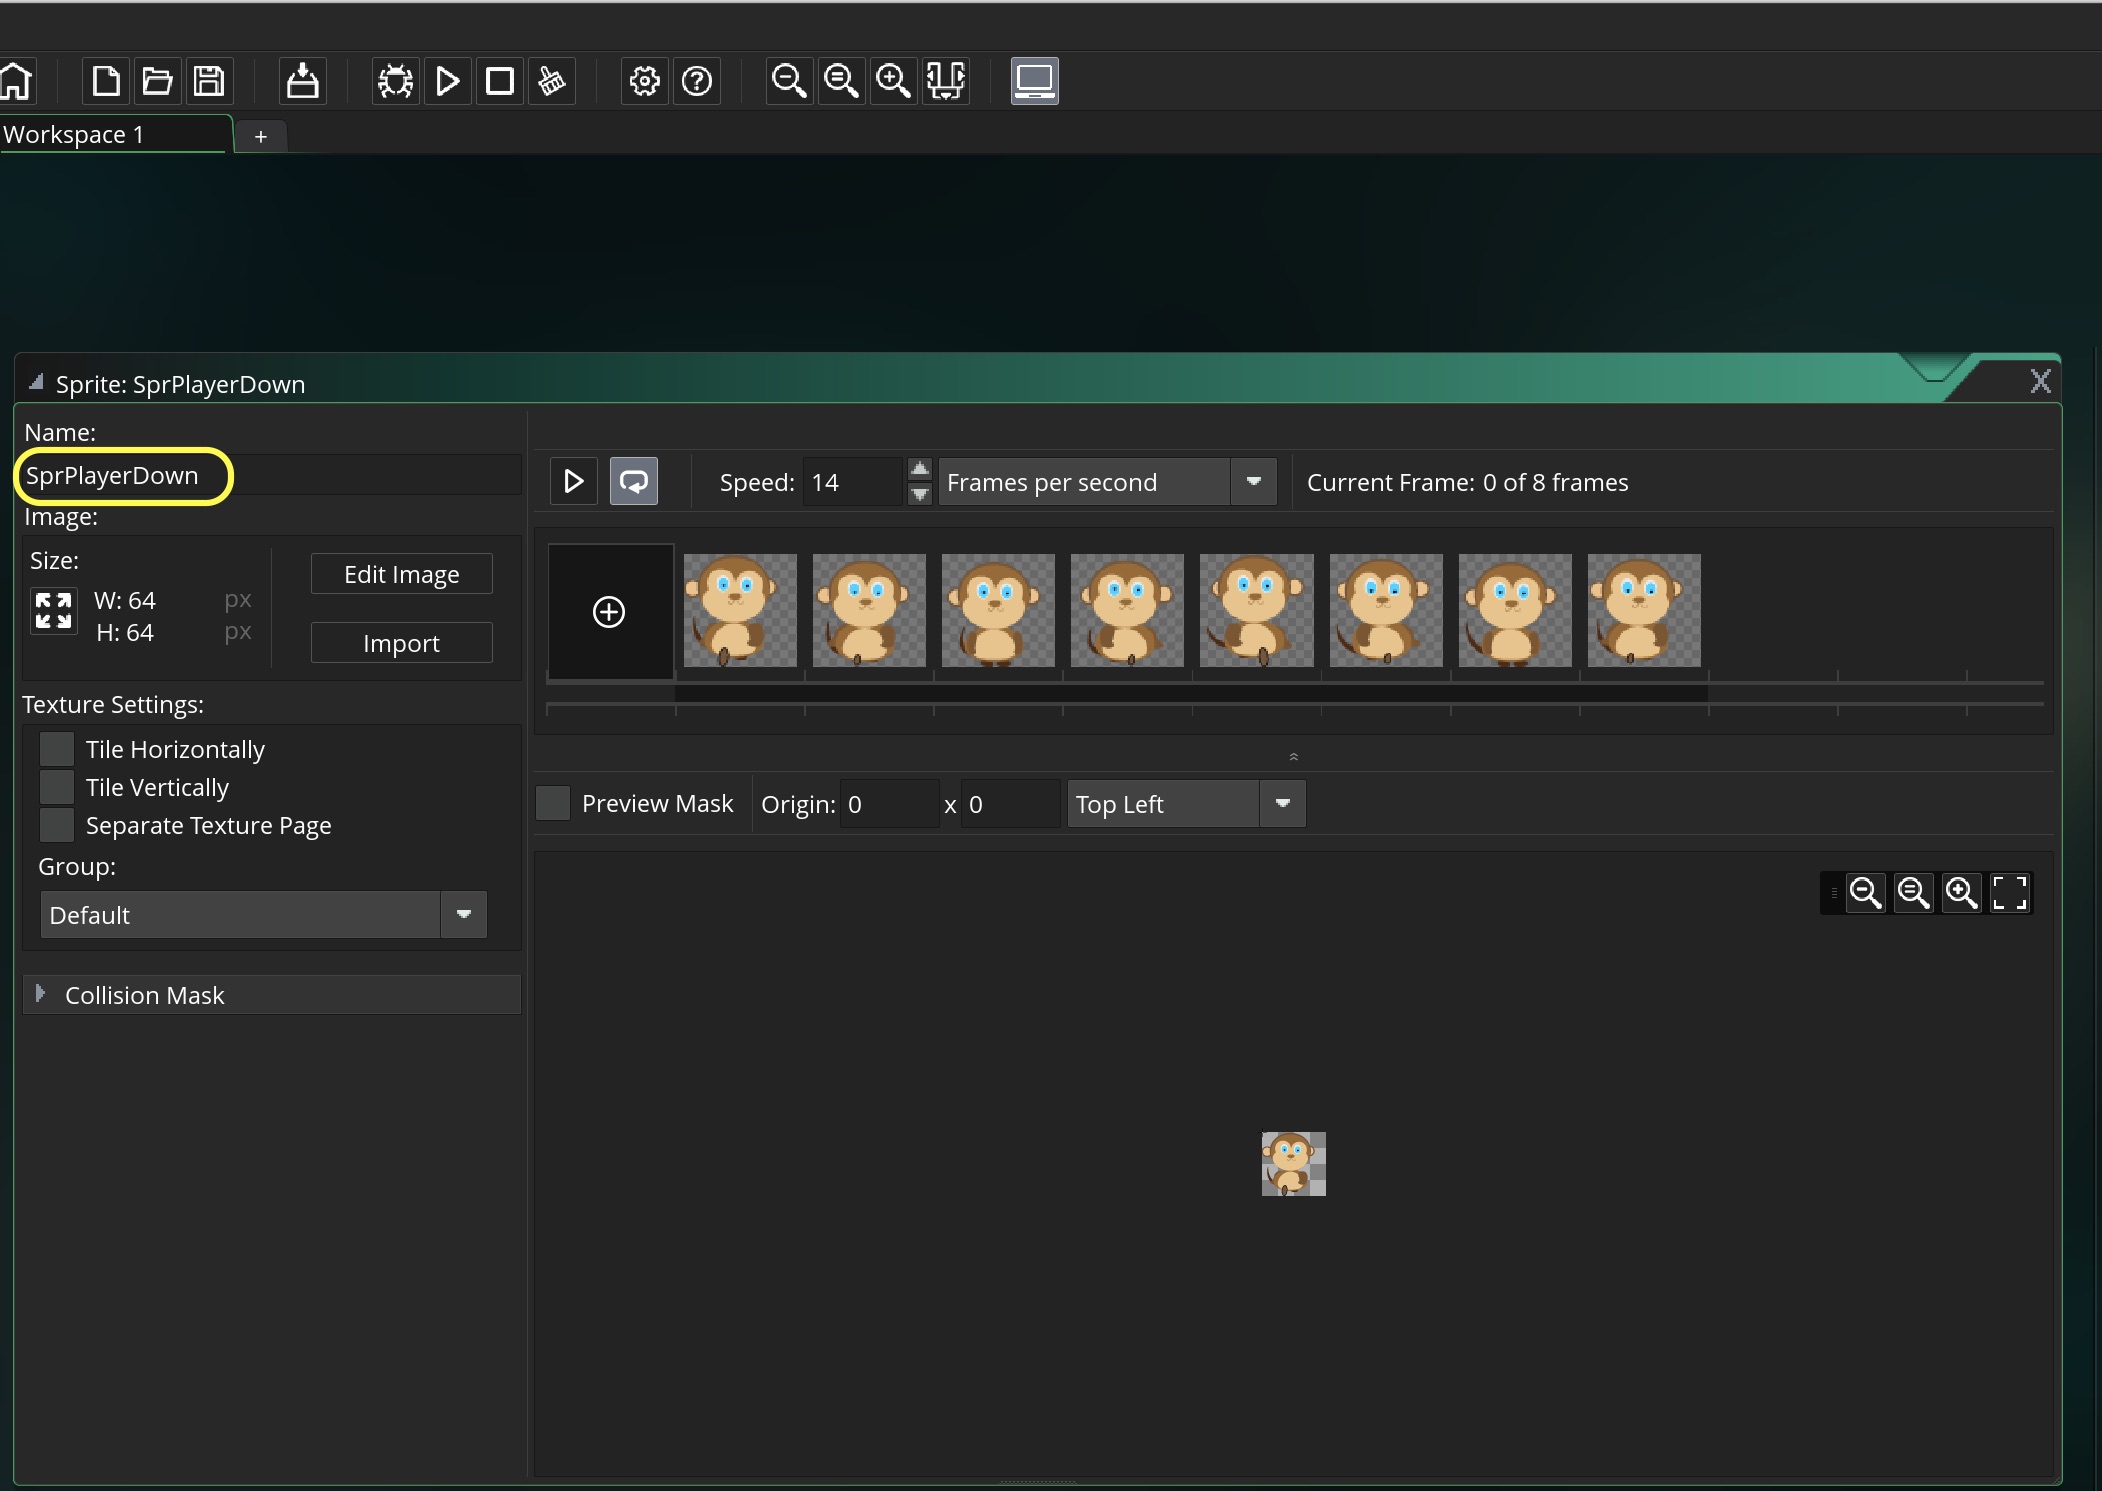 Workspace 1
+
Sprite: SprPlayerDown
X
Name:
SprPlayerDown
Speed: 14 Frames per second Current Frame: 0 of 8 frames
Image:
Size:
W: 64 px
H: 64 px
Edit Image
Import
Texture Settings:
Tile Horizontally
Tile Vertically
Separate Texture Page
Group:
Default
Collision Mask
Preview Mask Origin: 0 x 0 Top Left